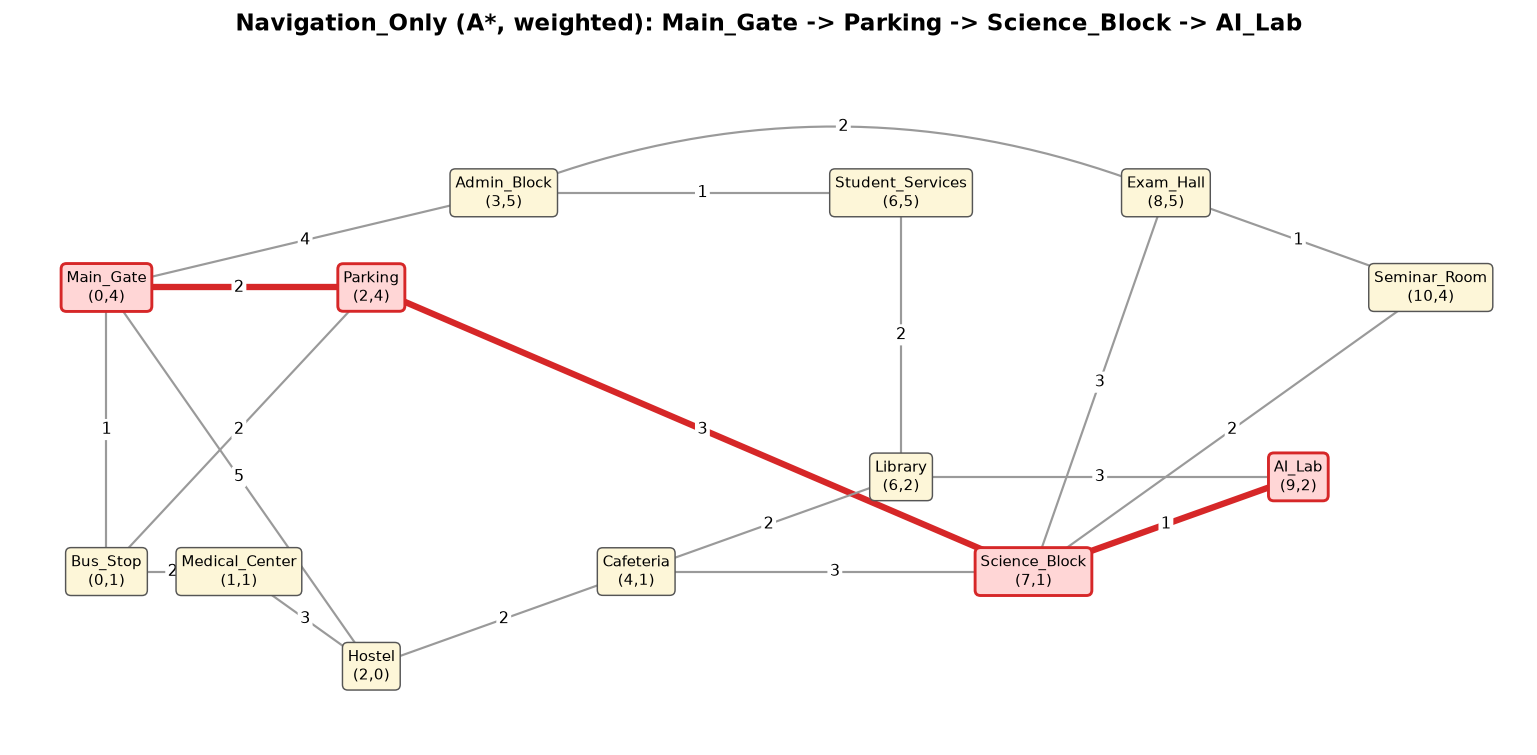 Navigation_Only (A*, weighted): Main_Gate -> Parking -> Science_Block -> AI_Lab
2
Admin_Block
(3,5)
1
Student_Services
(6,5)
Exam_Hall
(8,5)
4
1
Main_Gate
(0,4)
2
Parking
(2,4)
Seminar_Room
(10,4)
2
3
1
2
3
2
5
Library
(6,2)
3
AI_Lab
(9,2)
2
1
Bus_Stop
(0,1)
2
Medical_Center
(1,1)
Cafeteria
(4,1)
3
Science_Block
(7,1)
3
2
Hostel
(2,0)